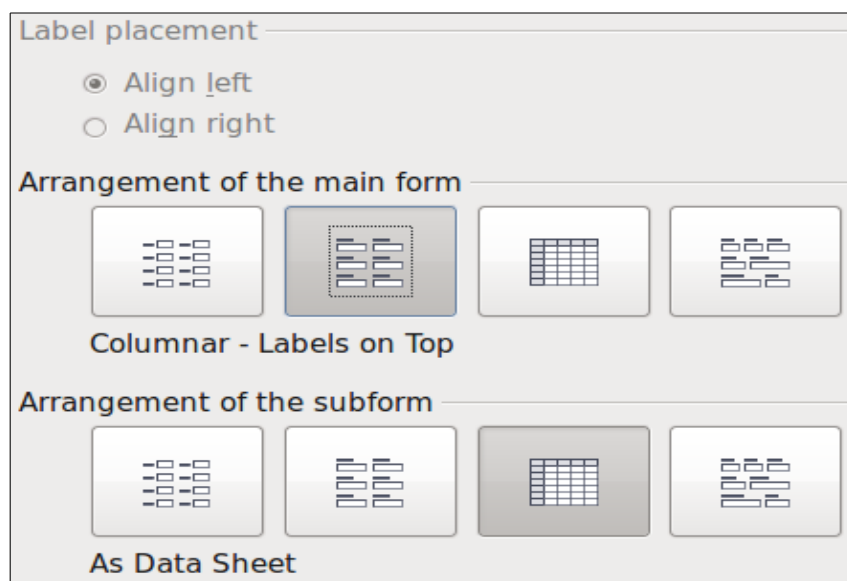 Label placement
Align left
Align right
Arrangement of the main form
Columnar - Labels on Top
Arrangement of the subform
As Data Sheet